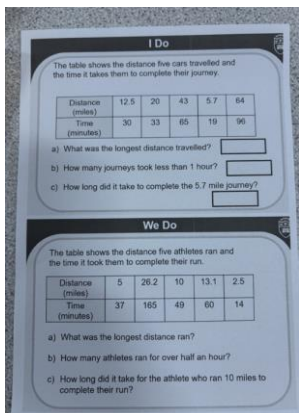 I Do
The table shows the distance five cars travelled and
the time it takes them to complete their journey.
Distance (miles) 12.5 20 43 5.7 64
Time (minutes) 30 33 65 19 96
a) What was the longest distance travelled?
b) How many journeys took less than 1 hour?
c) How long did it take to complete the 5.7 mile journey?
We Do
The table shows the distance five athletes ran and
the time it took them to complete their run.
Distance (miles) 5 26.2 10 13.1 2.5
Time (minutes) 37 165 49 60 14
a) What was the longest distance ran?
b) How many athletes ran for over half an hour?
c) How long did it take for the athlete who ran 10 miles to
complete their run?